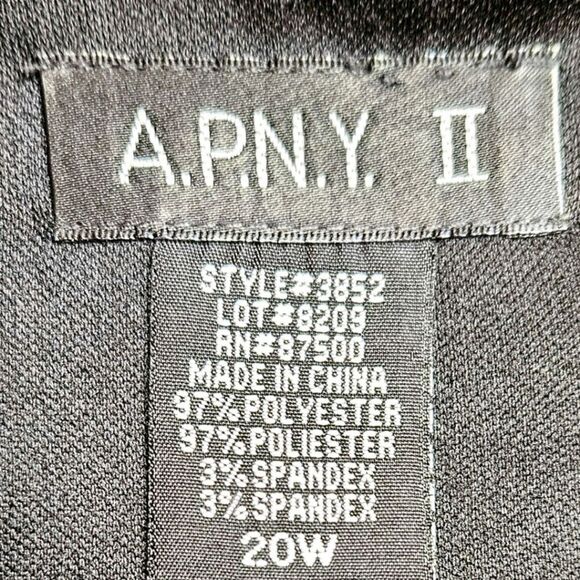 A.P.N.Y. II
STYLE#3852
LOT#8209
RN#87500
MADE IN CHINA
97%POLYESTER
97%POLIESTER
3%SPANDEX
3%SPANDEX
20W